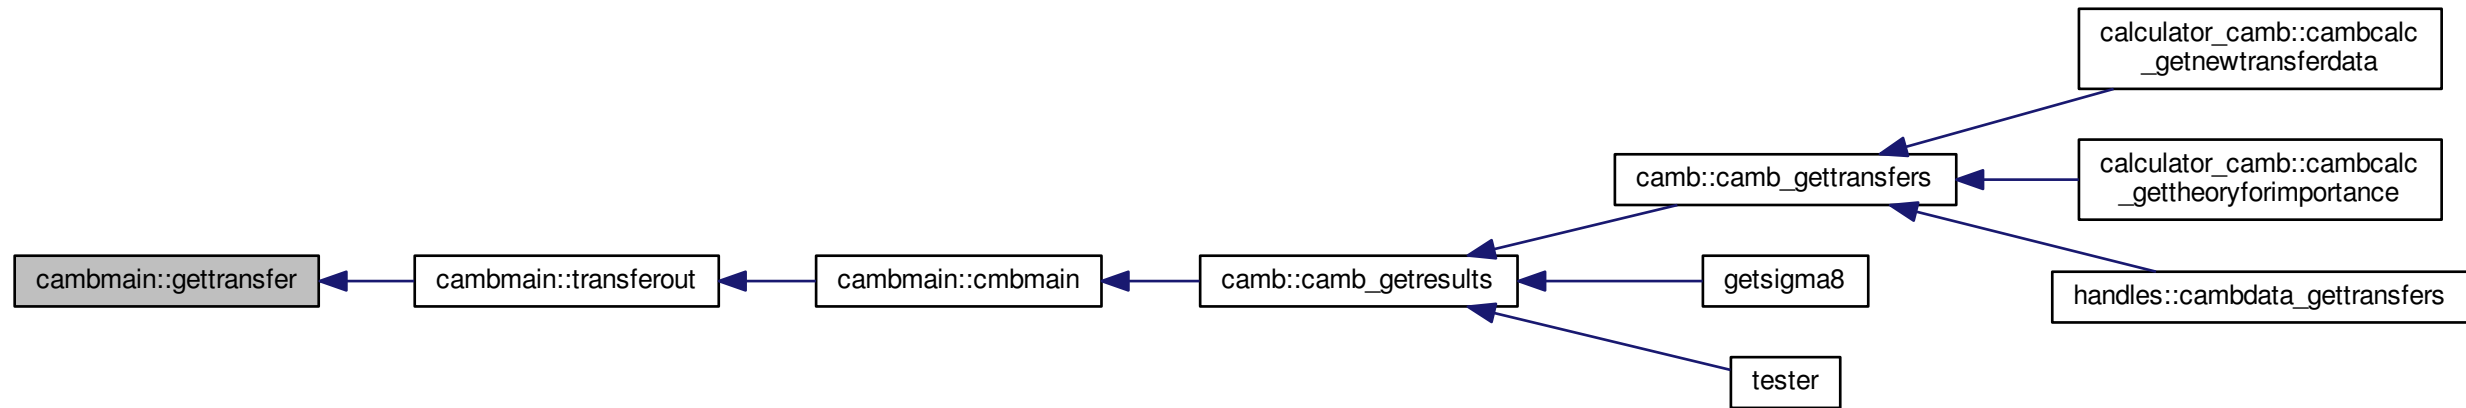 calculator_camb::cambcalc
_getnewtransferdata
camb::camb_gettransfers
calculator_camb::cambcalc
_gettheoryforimportance
cambmain::gettransfer
cambmain::transferout
cambmain::cmbmain
camb::camb_getresults
getsigma8
handles::cambdata_gettransfers
tester